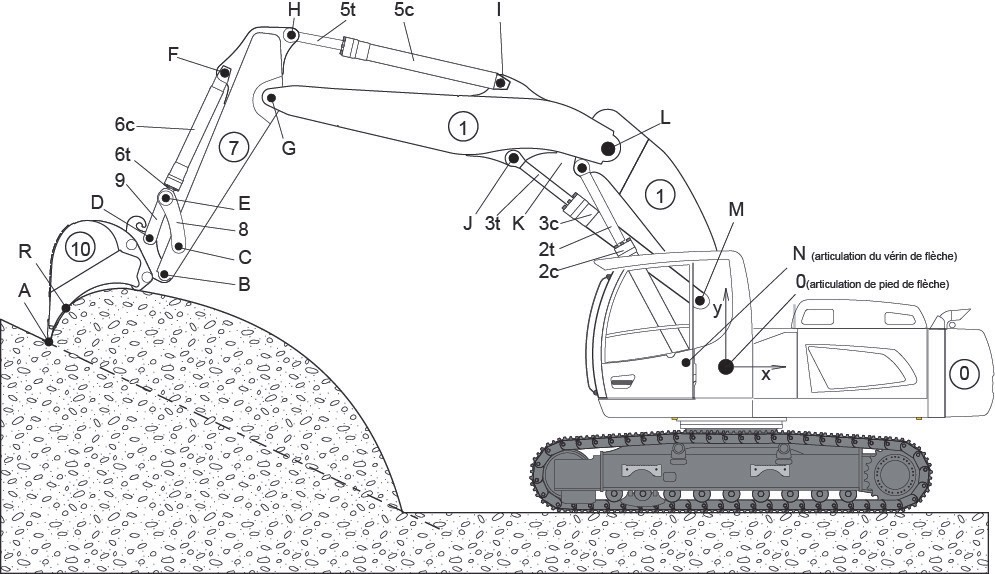 H 5t 5c I
F
6c
7
1
G
L
6t
9
D
E
8
C
B
J 3t K 3c
2t
2c
1
M
R
10
A
N (articulation du vérin de flèche)
0(articulation de pied de flèche)
y
x
0